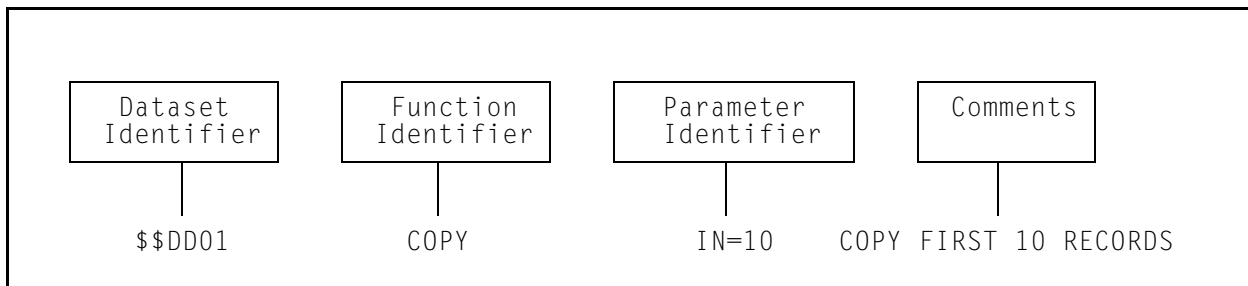 Dataset
Identifier
Function
Identifier
Parameter
Identifier
Comments
$$DD01
COPY
IN=10
COPY FIRST 10 RECORDS